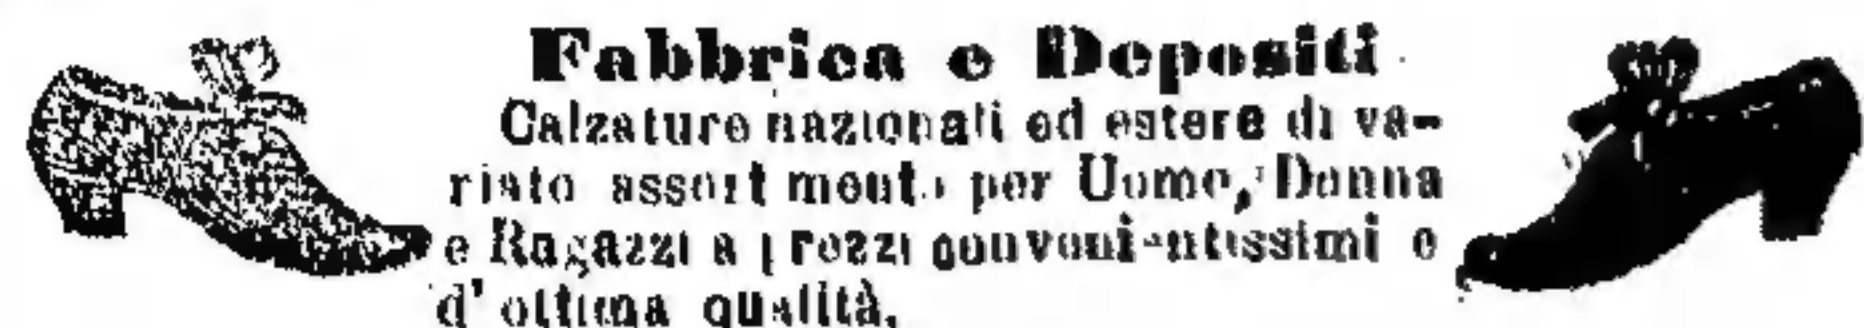 Fabbrica e Depositi
Calzature nazionali ed estere di va-
riato assortimento per Uomo, Donna
e Ragazzi a prezzi convenientissimi e
d'ottima qualità.